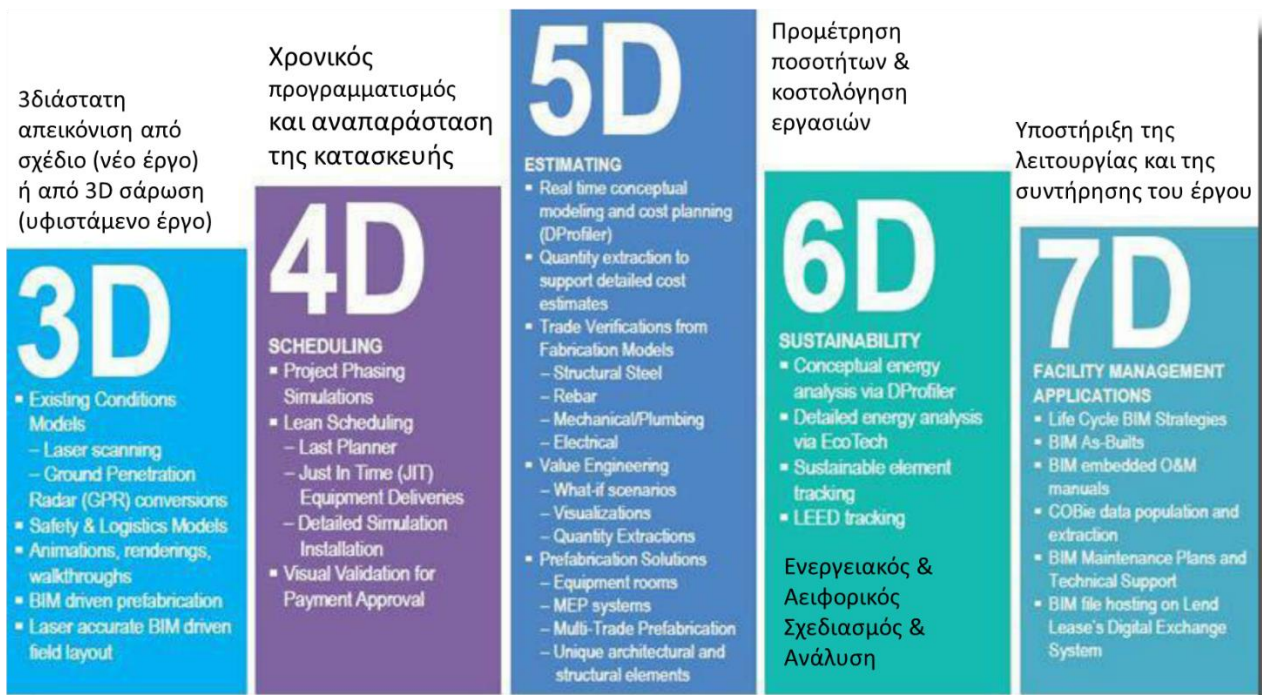 3διάστατη
απεικόνιση από
σχέδιο (νέο έργο)
ή από 3D σάρωση
(υφιστάμενο έργο)
3D
▪ Existing Conditions
Models
– Laser scanning
– Ground Penetration
Radar (GPR) conversions
▪ Safety & Logistics Models
▪ Animations, renderings,
walkthroughs
▪ BIM driven prefabrication
▪ Laser accurate BIM driven
field layout
Χρονικός
προγραμματισμός
και αναπαράσταση
της κατασκευής
4D
SCHEDULING
▪ Project Phasing
Simulations
▪ Lean Scheduling
– Last Planner
– Just In Time (JIT)
Equipment Deliveries
– Detailed Simulation
Installation
▪ Visual Validation for
Payment Approval
5D
ESTIMATING
▪ Real time conceptual
modeling and cost planning
(DProfiler)
▪ Quantity extraction to
support detailed cost
estimates
▪ Trade Verifications from
Fabrication Models
– Structural Steel
– Rebar
– Mechanical/Plumbing
– Electrical
▪ Value Engineering
– What-if scenarios
– Visualizations
– Quantity Extractions
▪ Prefabrication Solutions
– Equipment rooms
– MEP systems
– Multi-Trade Prefabrication
– Unique architectural and
structural elements
Προμέτρηση
ποσοτήτων &
κοστολόγηση
εργασιών
6D
SUSTAINABILITY
▪ Conceptual energy
analysis via DProfiler
▪ Detailed energy analysis
via EcoTech
▪ Sustainable element
tracking
▪ LEED tracking
Ενεργειακός &
Αειφορικός
Σχεδιασμός &
Ανάλυση
Υποστήριξη της
λειτουργίας και της
συντήρησης του έργου
7D
FACILITY MANAGEMENT
APPLICATIONS
▪ Life Cycle BIM Strategies
▪ BIM As-Builts
▪ BIM embedded O&M
manuals
▪ COBie data population and
extraction
▪ BIM Maintenance Plans and
Technical Support
▪ BIM file hosting on Lend
Lease's Digital Exchange
System